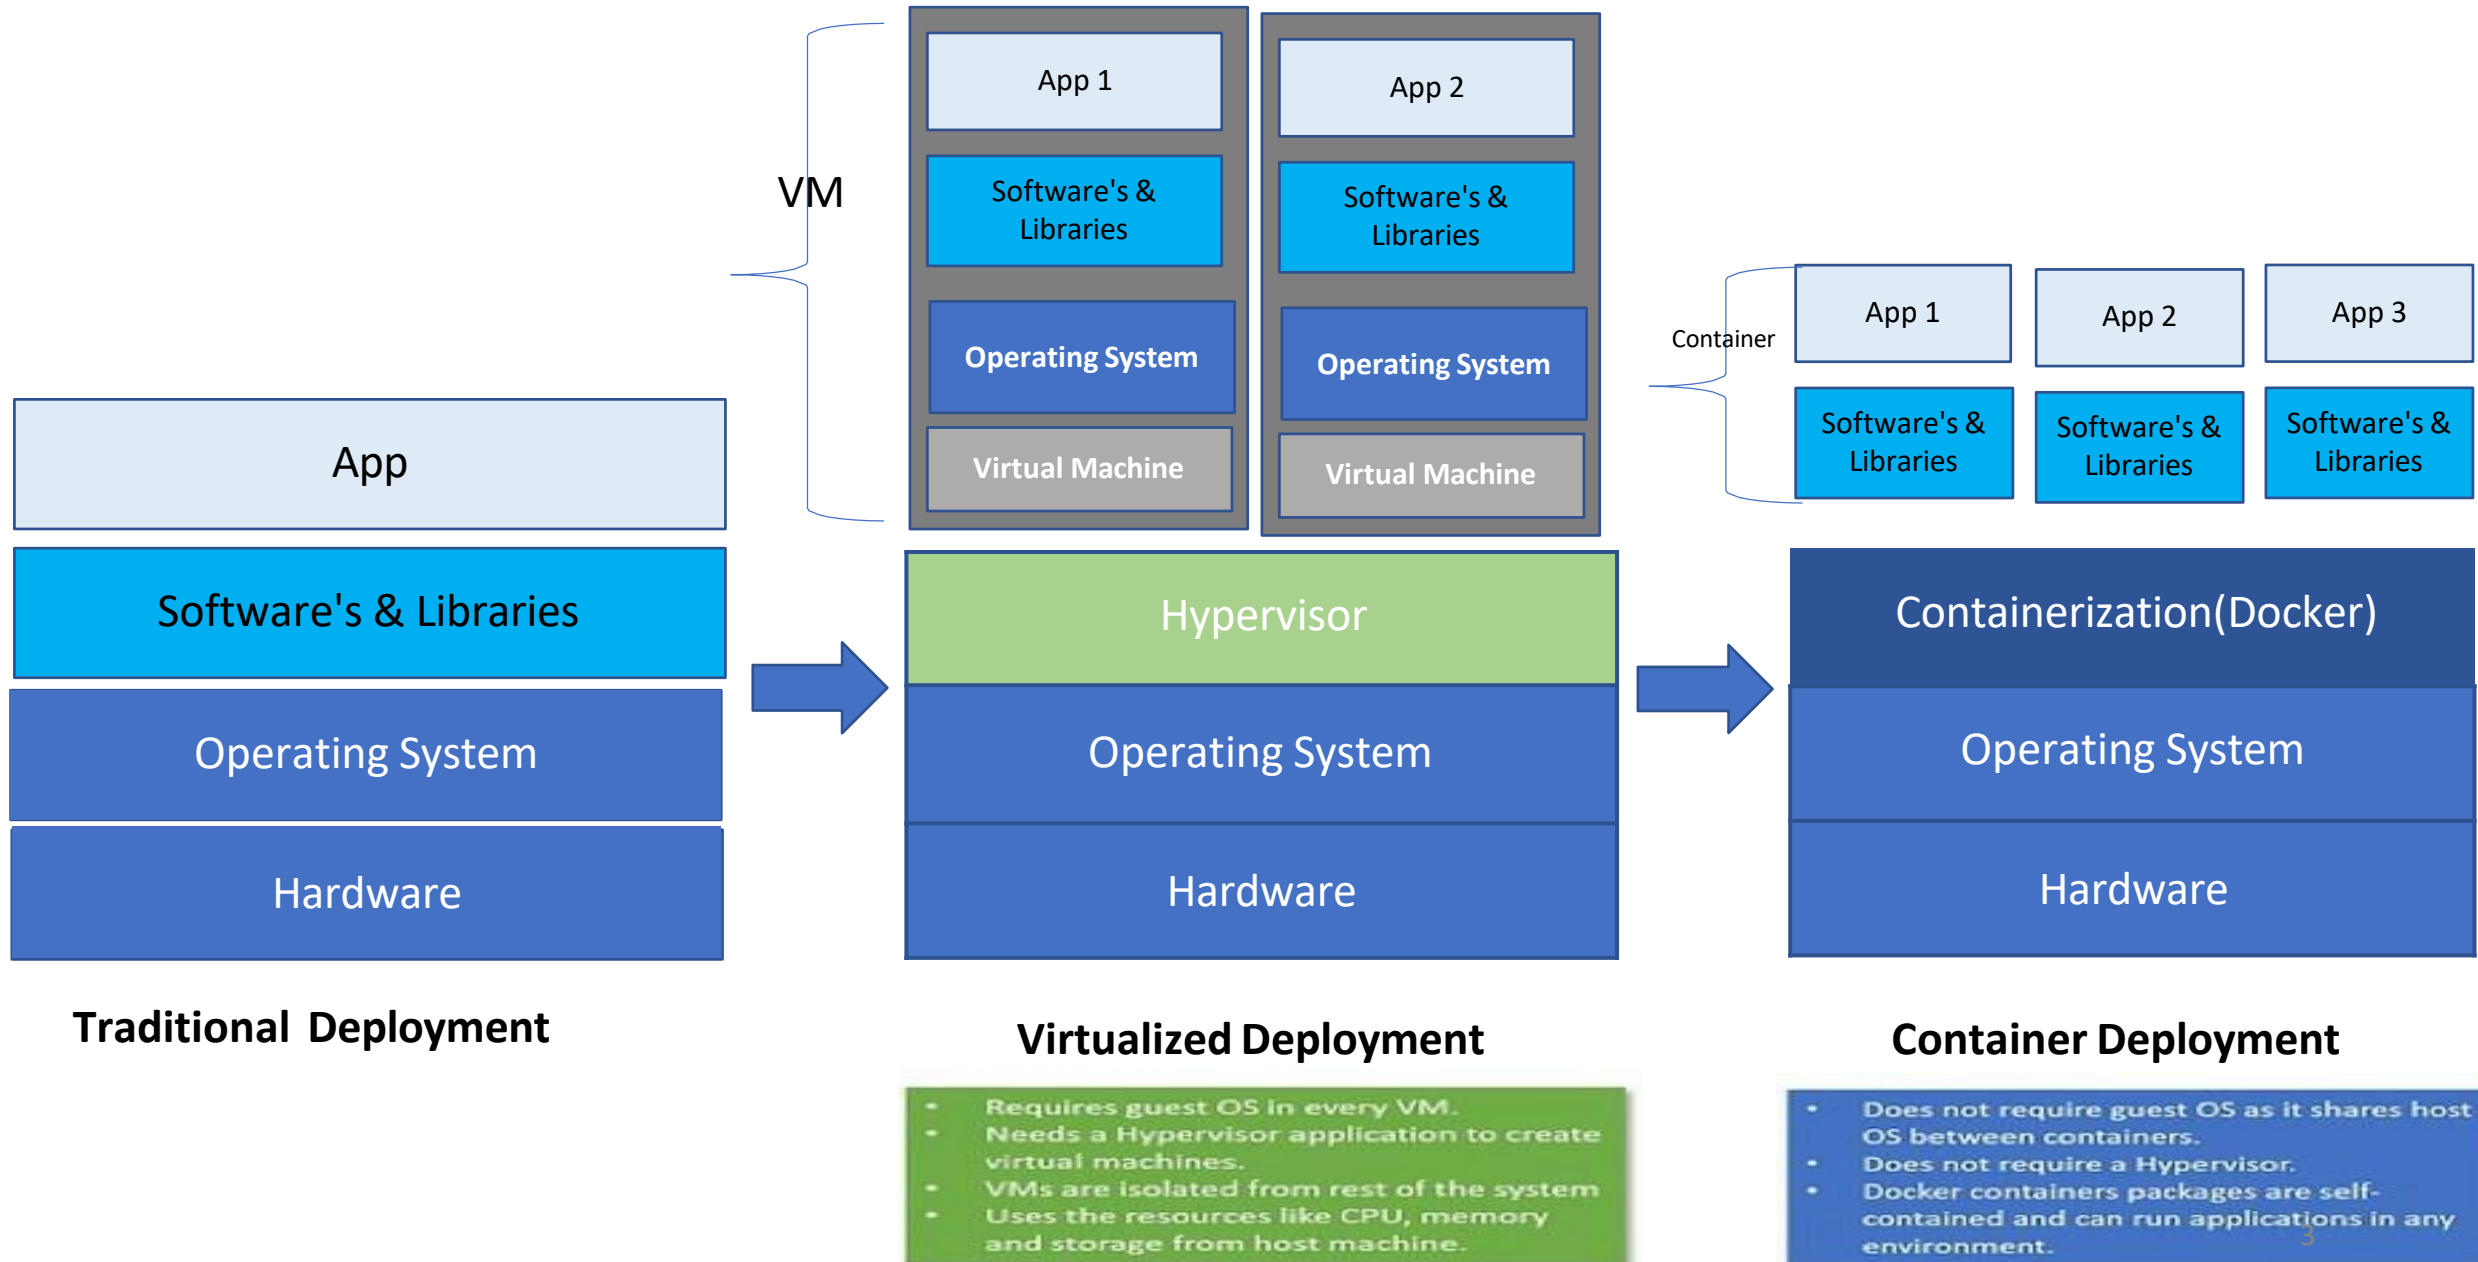 App
Software's & Libraries
Operating System
Hardware
Traditional Deployment
VM
App 1
Software's &
Libraries
Operating System
Virtual Machine
App 2
Software's &
Libraries
Operating System
Virtual Machine
Hypervisor
Operating System
Hardware
Virtualized Deployment
• Requires guest OS in every VM.
• Needs a Hypervisor application to create
virtual machines.
• VMs are isolated from rest of the system
• Uses the resources like CPU, memory
and storage from host machine.
Container
App 1
Software's &
Libraries
App 2
Software's &
Libraries
App 3
Software's &
Libraries
Containerization(Docker)
Operating System
Hardware
Container Deployment
• Does not require guest OS as it shares host
OS between containers.
• Does not require a Hypervisor.
• Docker containers packages are self-
contained and can run applications in any
environment.
3